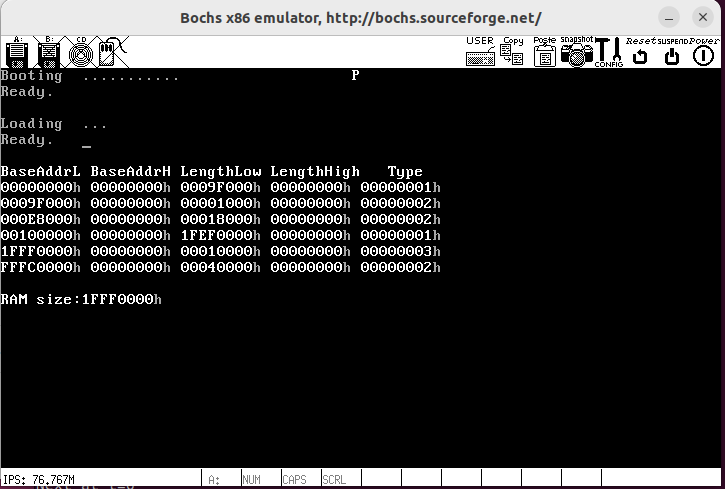 Bochs x86 emulator, http://bochs.sourceforge.net/
A: B: CD USER Copy Paste Snapshot CONFIG Reset SUSPEND Power
Booting ........... P
Ready.
Loading ...
Ready. _
BaseAddrL BaseAddrH LengthLow LengthHigh Type
00000000h 00000000h 0009F000h 00000000h 00000001h
0009F000h 00000000h 00001000h 00000000h 00000002h
000E8000h 00000000h 00018000h 00000000h 00000002h
00100000h 00000000h 1FEF0000h 00000000h 00000001h
1FFF0000h 00000000h 00010000h 00000000h 00000003h
FFFC0000h 00000000h 00040000h 00000000h 00000002h
RAM size:1FFF0000h
IPS: 76.767M A: NUM CAPS SCRL